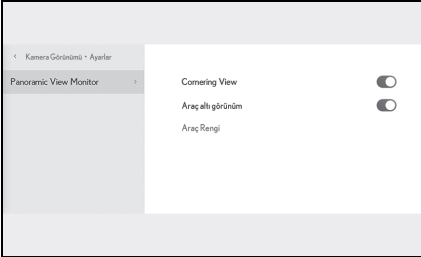 Kamera Görünümü • Ayarlar
Panoramic View Monitor
Cornering View
Araç altı görünüm
Araç Rengi